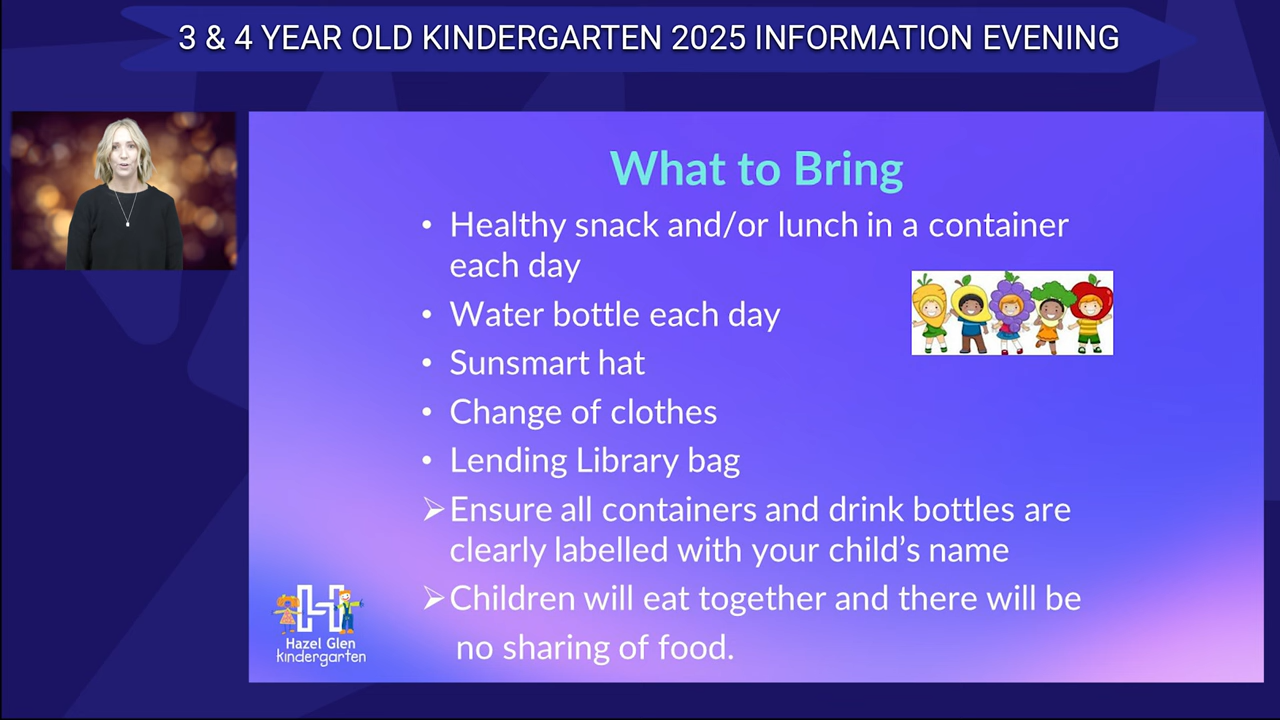 3 & 4 YEAR OLD KINDERGARTEN 2025 INFORMATION EVENING
What to Bring
• Healthy snack and/or lunch in a container
each day
• Water bottle each day
• Sunsmart hat
• Change of clothes
• Lending Library bag
➢Ensure all containers and drink bottles are
clearly labelled with your child’s name
➢Children will eat together and there will be
no sharing of food.
H
Hazel Glen
kindergarten